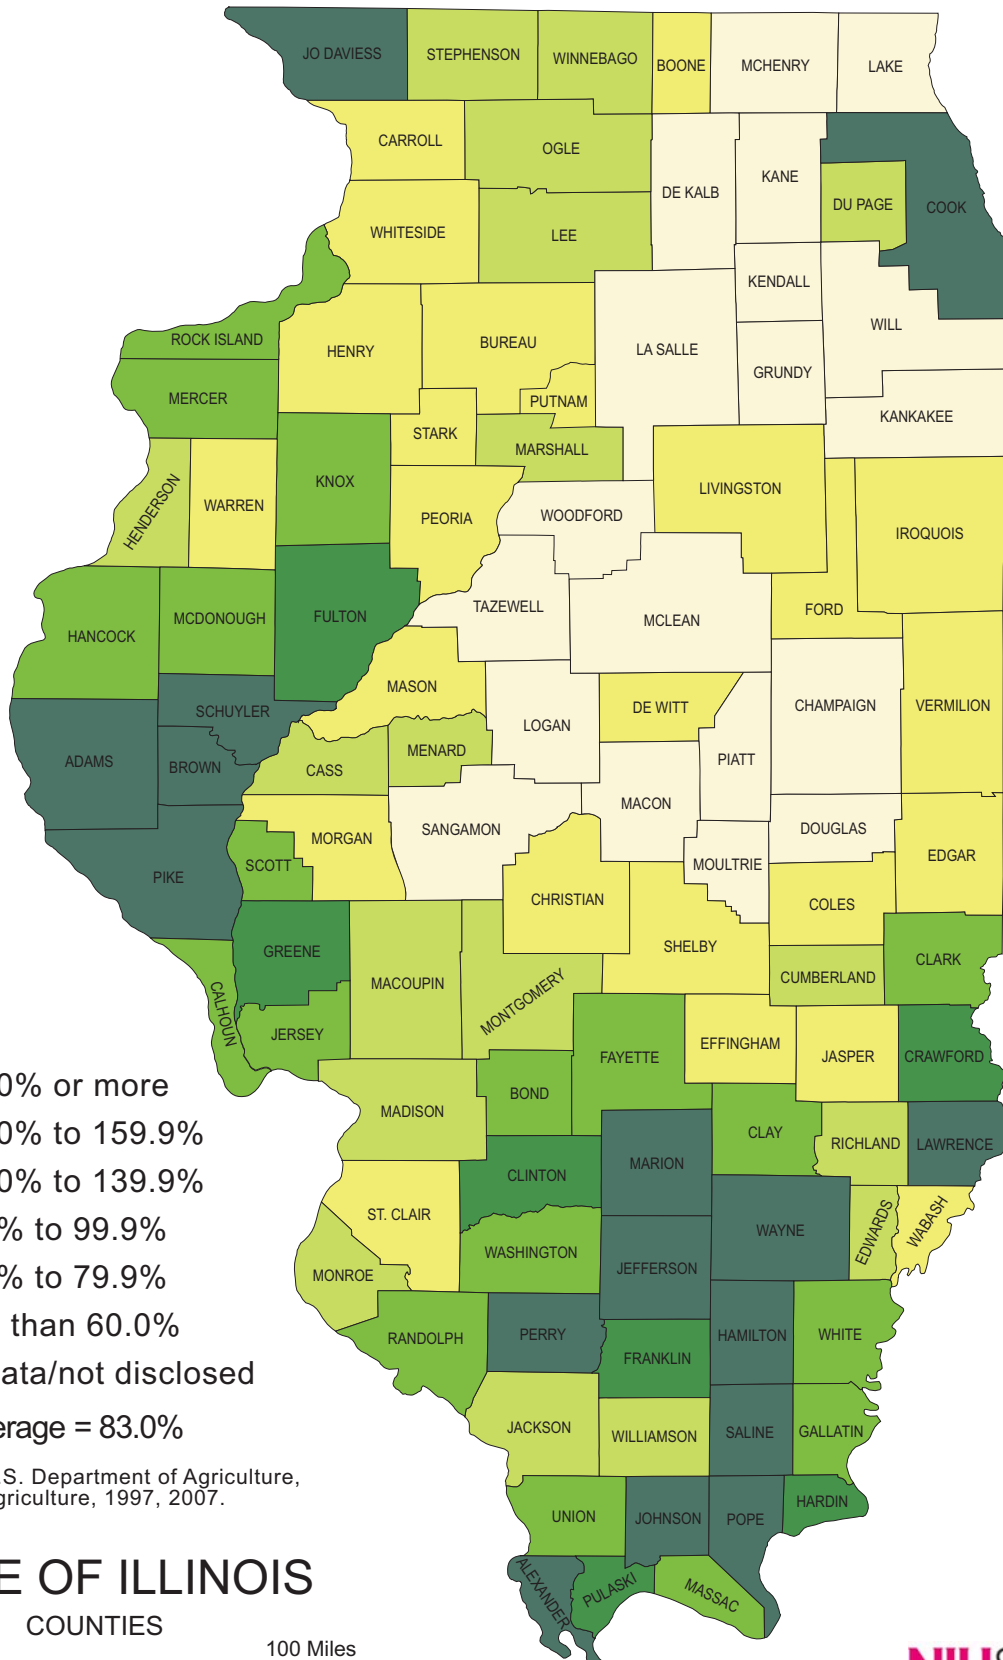 JO DAVIESS
STEPHENSON
WINNEBAGO
BOONE
MCHENRY
LAKE
CARROLL
OGLE
DE KALB
KANE
DU PAGE
COOK
WHITESIDE
LEE
KENDALL
WILL
ROCK ISLAND
HENRY
BUREAU
LA SALLE
GRUNDY
MERCER
PUTNAM
KANKAKEE
STARK
MARSHALL
HENDERSON
WARREN
KNOX
PEORIA
WOODFORD
LIVINGSTON
IROQUOIS
HANCOCK
MCDONOUGH
FULTON
TAZEWELL
MCLEAN
FORD
MASON
SCHUYLER
LOGAN
DE WITT
CHAMPAIGN
VERMILION
ADAMS
BROWN
CASS
MENARD
PIATT
MACON
SANGAMON
MORGAN
DOUGLAS
SCOTT
MOULTRIE
EDGAR
PIKE
CHRISTIAN
COLES
GREENE
SHELBY
CLARK
MACOUPIN
CUMBERLAND
CALHOUN
MONTGOMERY
JERSEY
FAYETTE
EFFINGHAM
JASPER
CRAWFORD
BOND
MADISON
CLAY
RICHLAND
LAWRENCE
MARION
CLINTON
ST. CLAIR
WAYNE
EDWARDS
WABASH
WASHINGTON
MONROE
JEFFERSON
RANDOLPH
PERRY
HAMILTON
WHITE
FRANKLIN
JACKSON
WILLIAMSON
SALINE
GALLATIN
UNION
JOHNSON
POPE
HARDIN
ALEXANDER
PULASKI
MASSAC
0% or more
0% to 159.9%
0% to 139.9%
% to 99.9%
% to 79.9%
than 60.0%
ata/not disclosed
erage = 83.0%
.S. Department of Agriculture,
griculture, 1997, 2007.
E OF ILLINOIS
COUNTIES
100 Miles